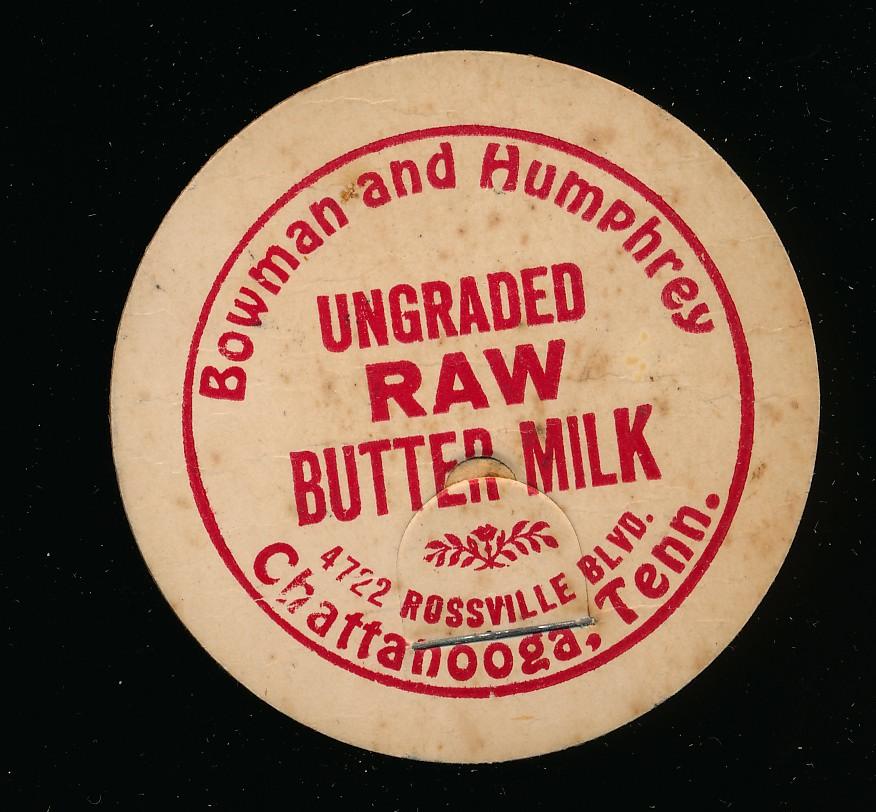 Bowman and Humphrey
UNGRADED
RAW
BUTTER MILK
4722 ROSSVILLE BLVD.
Chattanooga, Tenn.